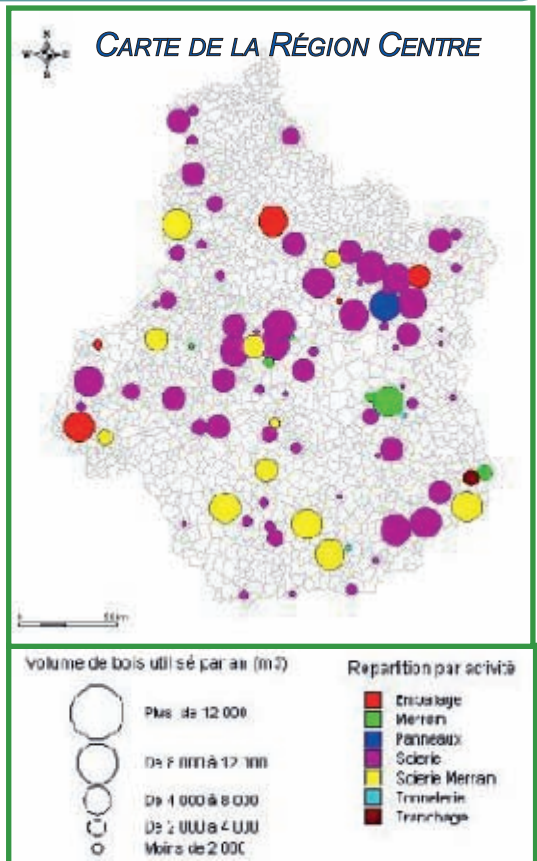 CARTE DE LA RÉGION CENTRE
Volume de bois utilisé par an (m3)
Plus de 12 000
De 8 000 à 12 000
De 4 000 à 8 000
De 2 000 à 4 000
Moins de 2 000
Repartition par activité
Emballage
Merrain
Panneaux
Scierie
Scierie Merrain
Tonnelerie
Tranchage